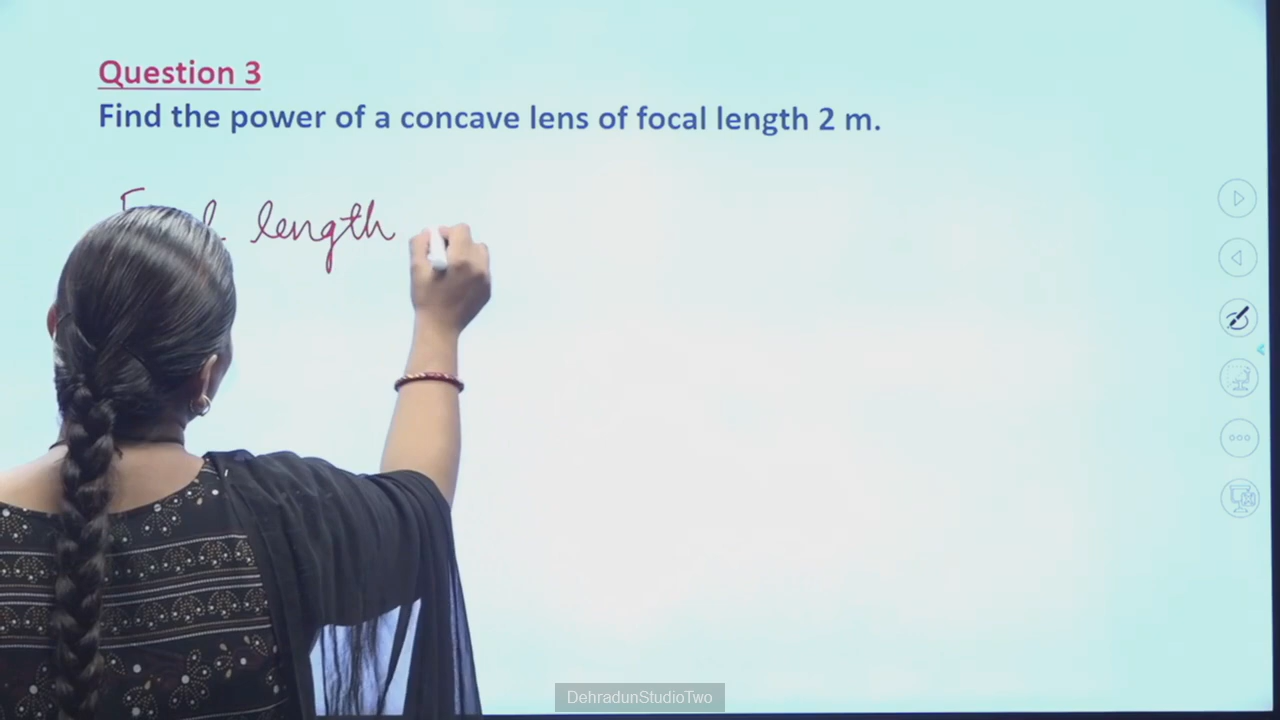 Question 3
Find the power of a concave lens of focal length 2 m.
length
DehradunStudioTwo